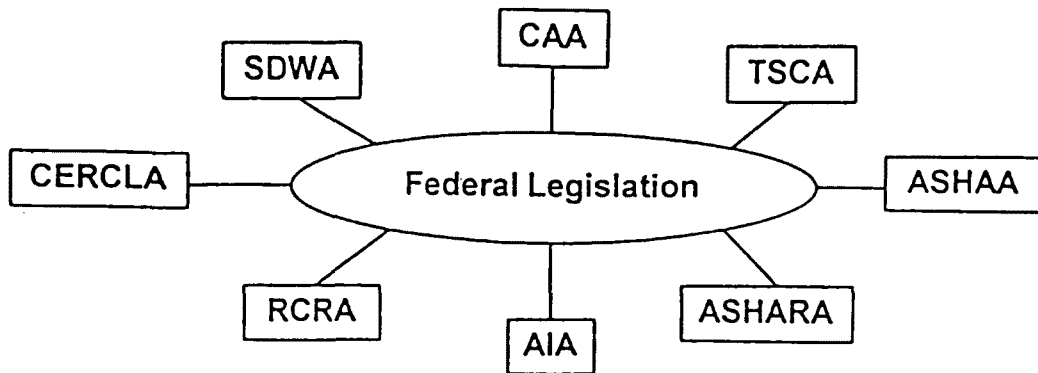 CAA
SDWA
TSCA
CERCLA
Federal Legislation
ASHAA
RCRA
ASHARA
AIA